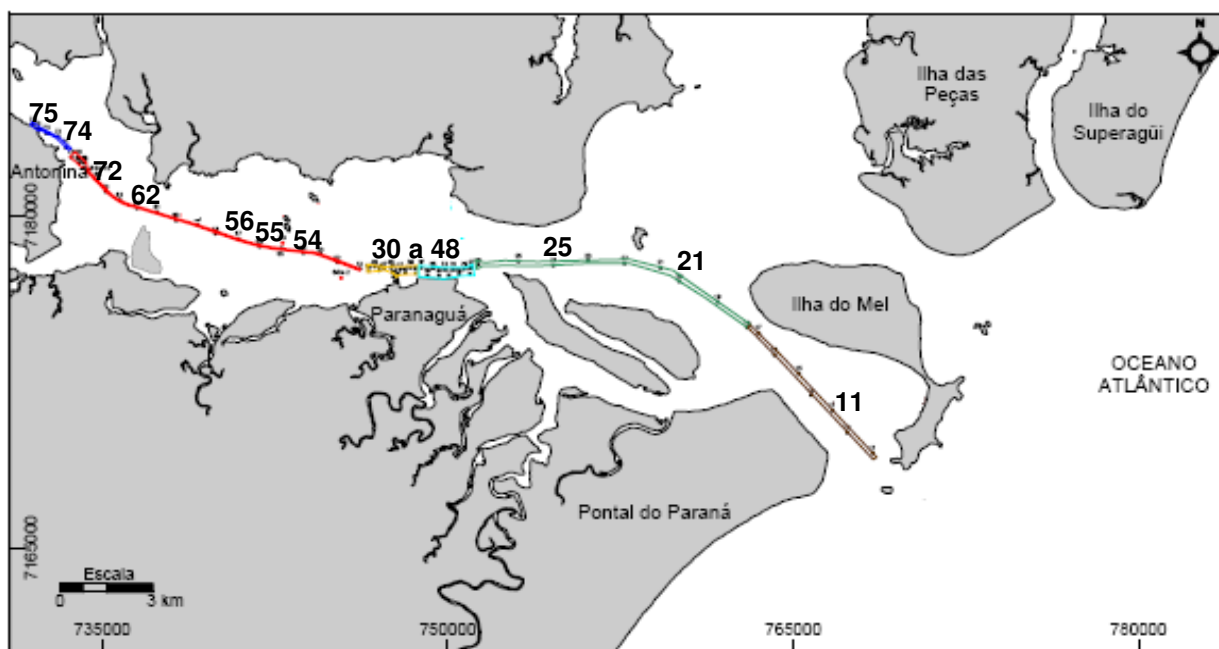 N
Ilha das
Peças
Ilha do
Superagüi
75
74
Antonina
72
62
7180000
56
55
54
30 a 48
25
21
Ilha do Mel
Paranaguá
OCEANO
ATLÂNTICO
11
Pontal do Paraná
7165000
Escala
0 3 km
735000 750000 765000 780000